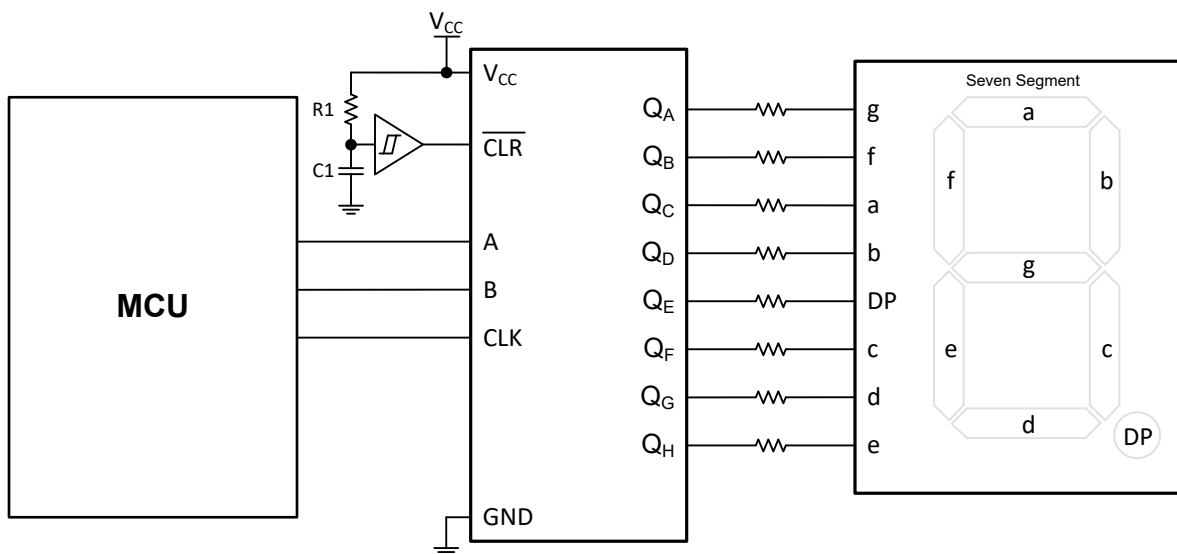 V_CC
MCU
R1
C1
V_CC
CLR
A
B
CLK
GND
Q_A
Q_B
Q_C
Q_D
Q_E
Q_F
Q_G
Q_H
Seven Segment
g
f
a
b
DP
c
d
e
a
f
b
g
e
c
d
DP